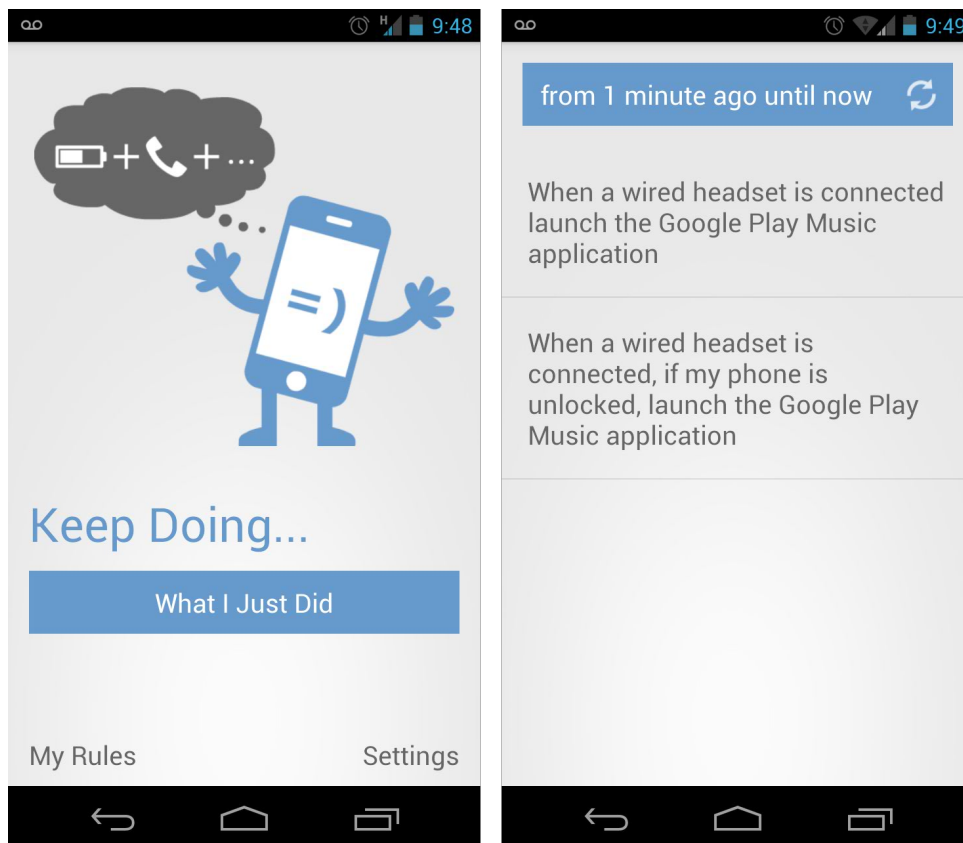 H 9:48
+ + ...
=)
Keep Doing...
What I Just Did
My Rules
Settings
9:49
from 1 minute ago until now
When a wired headset is connected
launch the Google Play Music
application
When a wired headset is
connected, if my phone is
unlocked, launch the Google Play
Music application